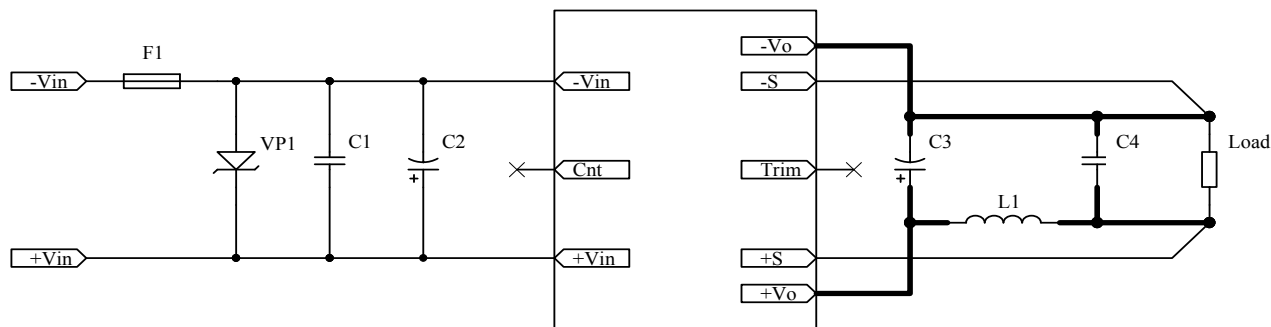 -Vo
F1
-Vin
-Vin
-S
VP1
C1
C2
C3
C4
Load
Cnt
Trim
L1
+Vin
+Vin
+S
+Vo
+
+